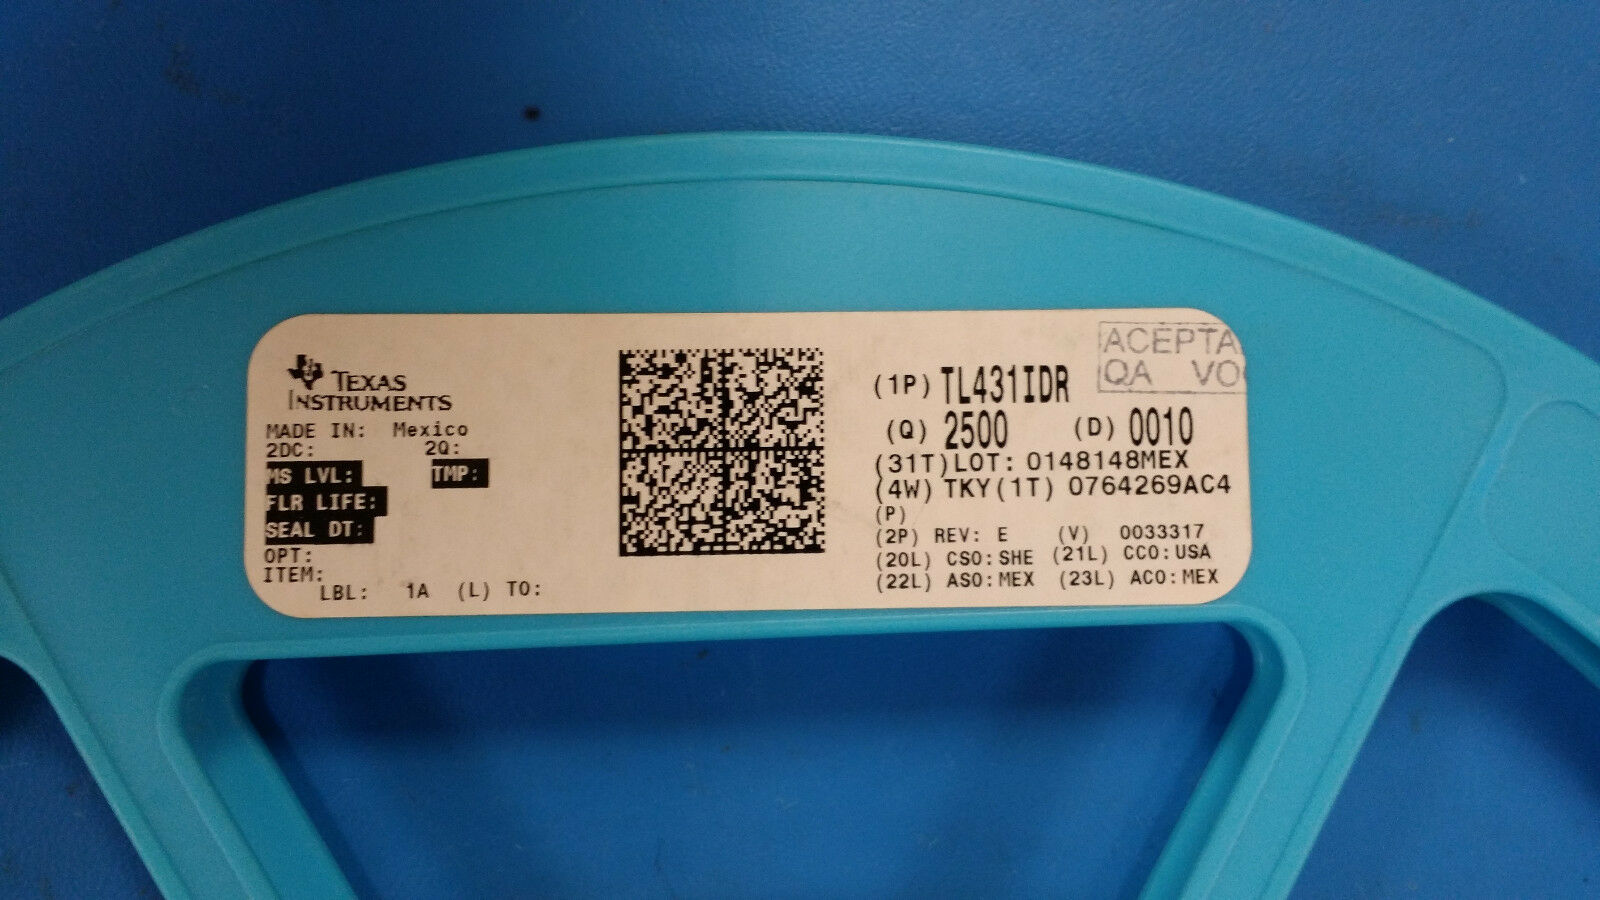 TEXAS
INSTRUMENTS
MADE IN: Mexico
2DC: 2Q:
MS LVL: TMP:
FLR LIFE:
SEAL DT:
OPT:
ITEM:
LBL: 1A (L) TO:
ACEPTA
QA VO
(1P) TL431IDR
(Q) 2500 (D) 0010
(31T)LOT: 0148148MEX
(4W) TKY(1T) 0764269AC4
(P)
(2P) REV: E (V) 0033317
(20L) CSO:SHE (21L) CCO:USA
(22L) ASO:MEX (23L) ACO:MEX